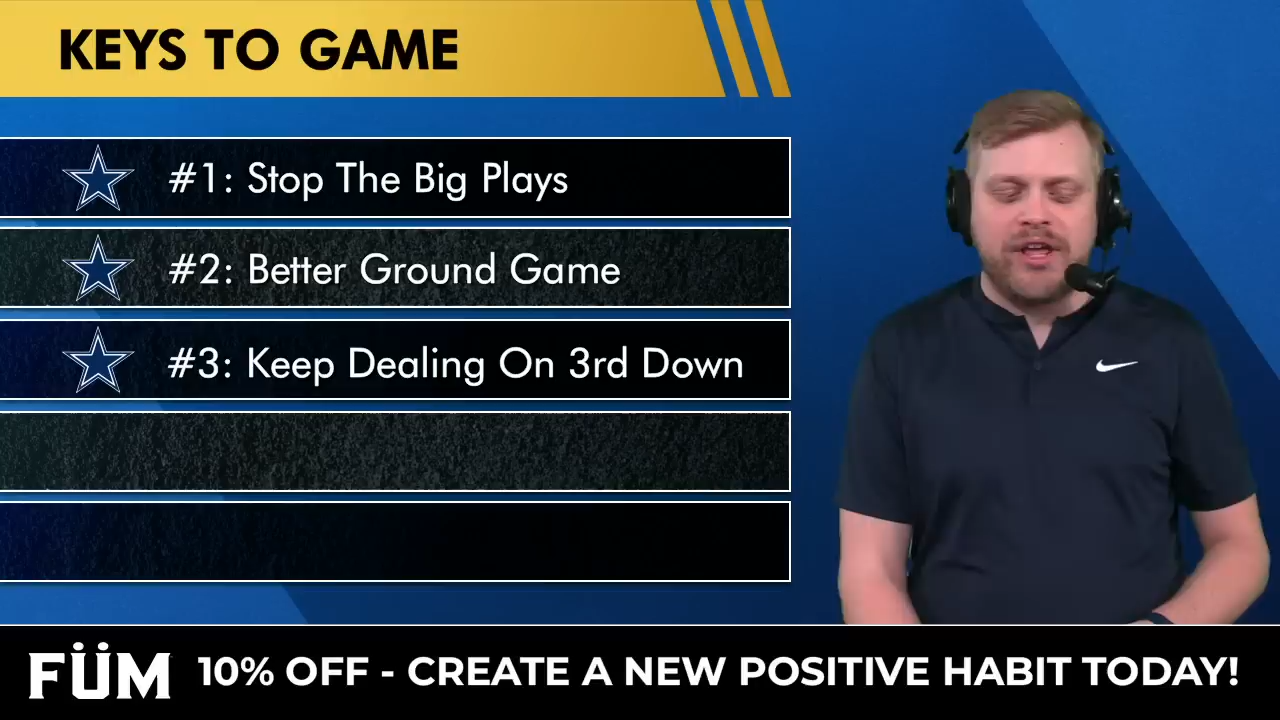 KEYS TO GAME
#1: Stop The Big Plays
#2: Better Ground Game
#3: Keep Dealing On 3rd Down
FÜM 10% OFF - CREATE A NEW POSITIVE HABIT TODAY!